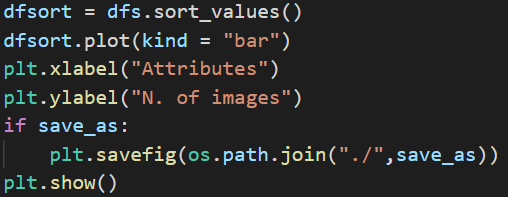 dfsort = dfs.sort_values()
dfsort.plot(kind = "bar")
plt.xlabel("Attributes")
plt.ylabel("N. of images")
if save_as:
    plt.savefig(os.path.join("./",save_as))
plt.show()